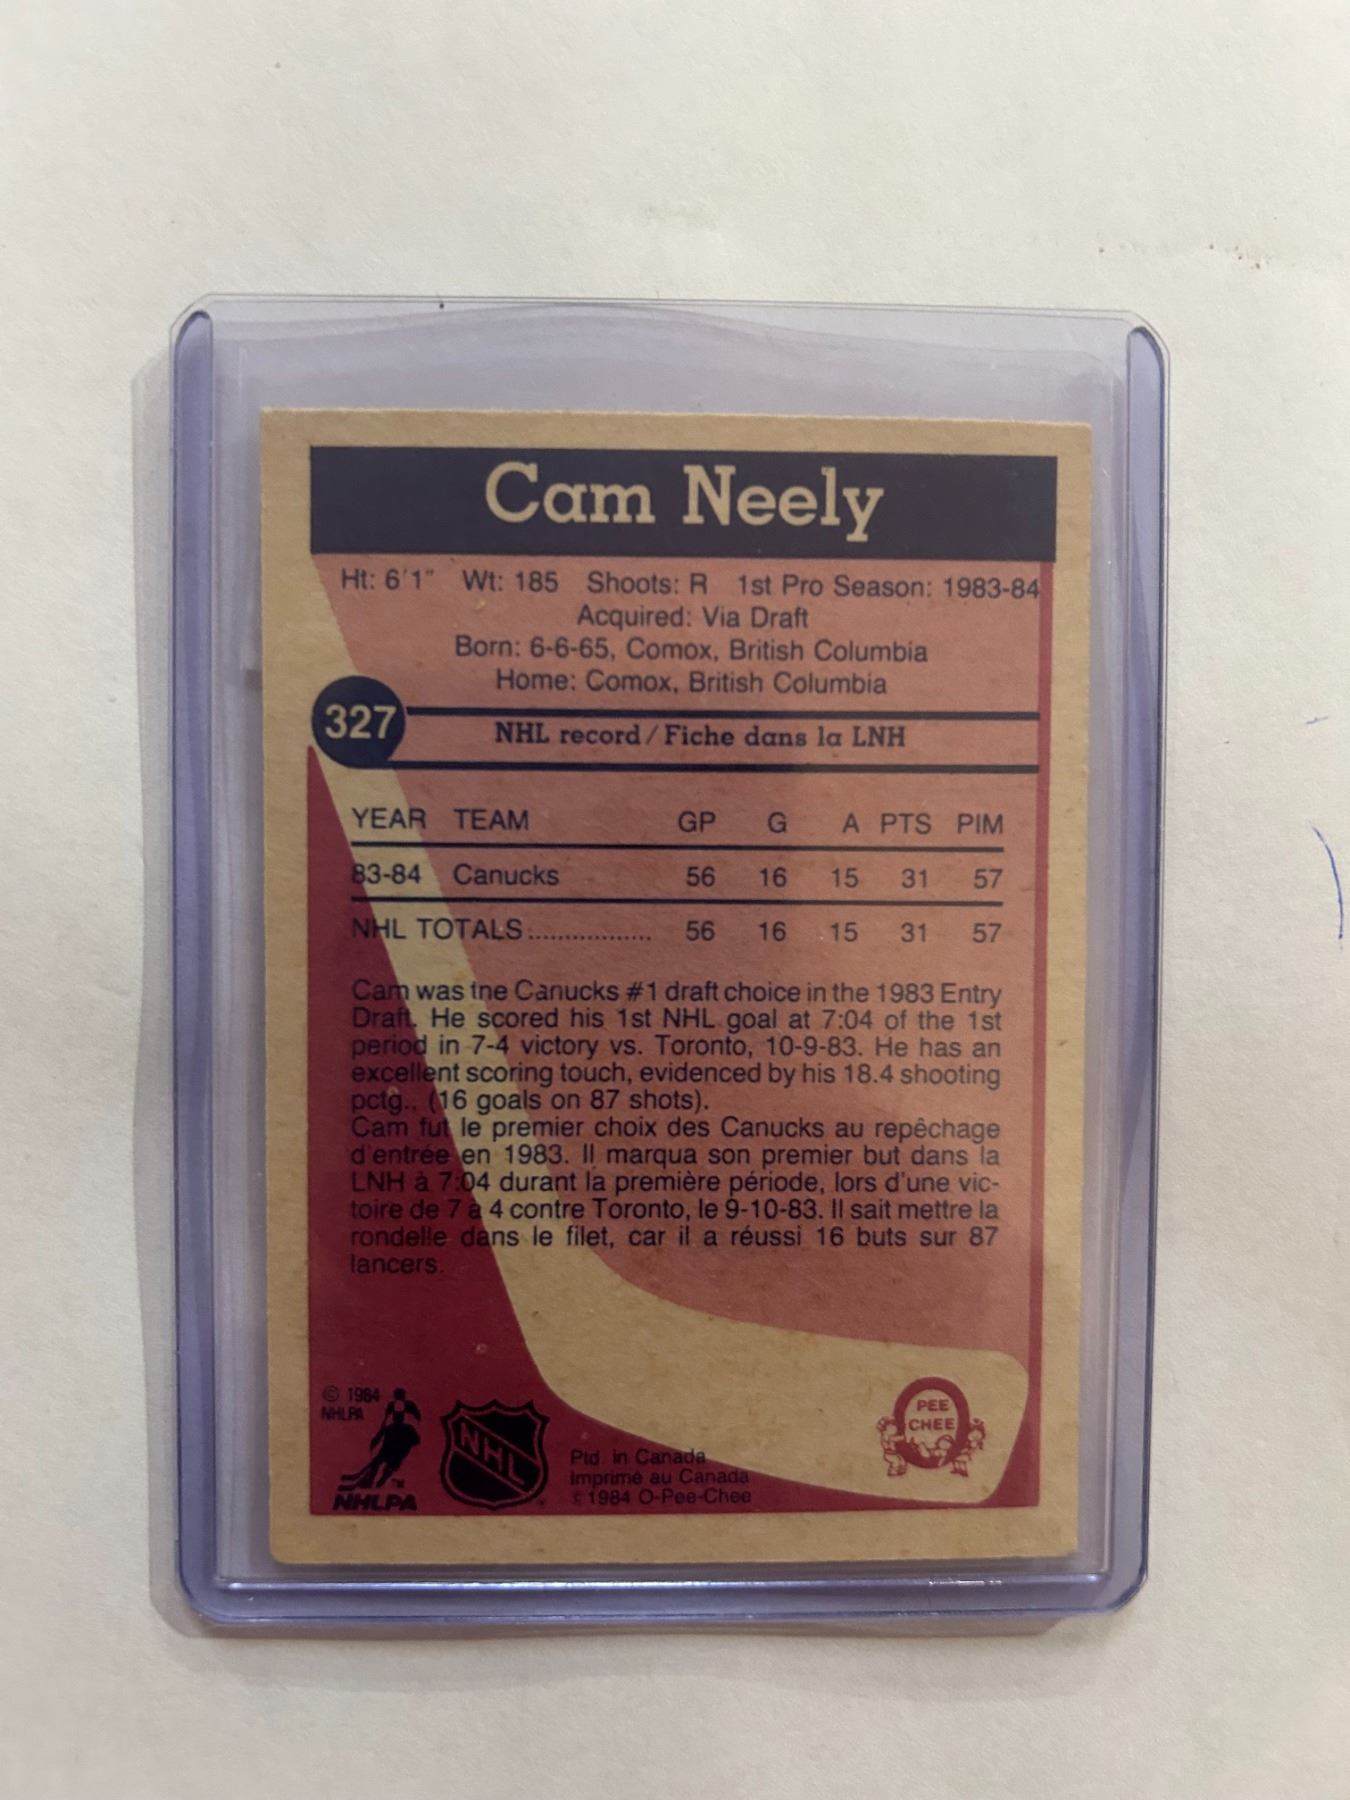 Cam Neely
Ht: 6'1" Wt: 185 Shoots: R 1st Pro Season: 1983-84
Acquired: Via Draft
Born: 6-6-65, Comox, British Columbia
Home: Comox, British Columbia
327
NHL record/Fiche dans la LNH
YEAR TEAM GP G A PTS PIM
83-84 Canucks 56 16 15 31 57
NHL TOTALS................. 56 16 15 31 57
Cam was tne Canucks #1 draft choice in the 1983 Entry
Draft. He scored his 1st NHL goal at 7:04 of the 1st
period in 7-4 victory vs. Toronto, 10-9-83. He has an
excellent scoring touch, evidenced by his 18.4 shooting
pctg., (16 goals on 87 shots).
Cam fut le premier choix des Canucks au repêchage
d'entrée en 1983. Il marqua son premier but dans la
LNH à 7:04 durant la première période, lors d'une vic-
toire de 7 à 4 contre Toronto, le 9-10-83. Il sait mettre la
rondelle dans le filet, car il a réussi 16 buts sur 87
lancers.
© 1984
NHLPA
NHLPA
™
NHL
Ptd. in Canada
Imprimé au Canada
© 1984 O-Pee-Chee
PEE
CHEE